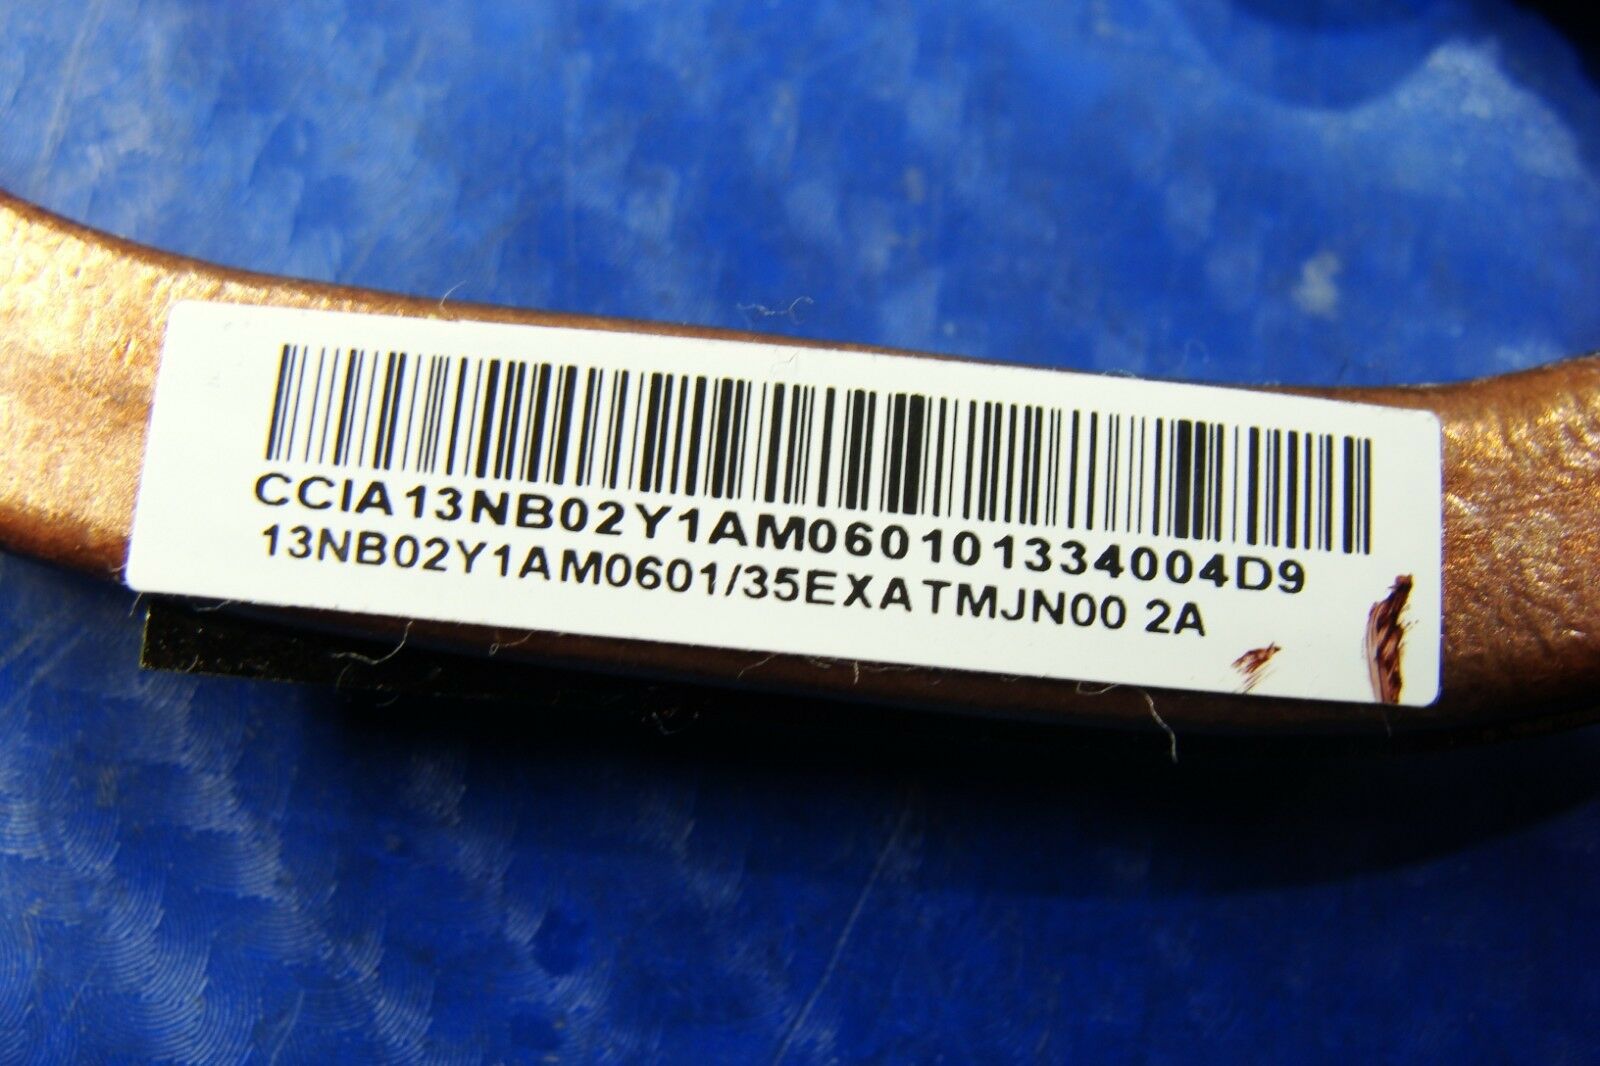 CCIA13NB02Y1AM060101334004D9
13NB02Y1AM0601/35EXATMJN00 2A